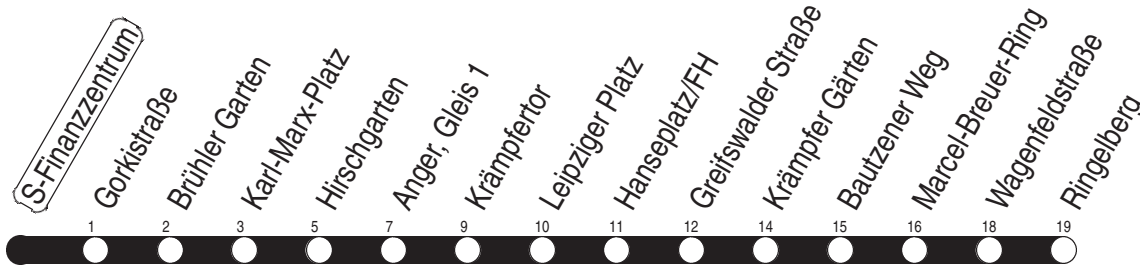 S-Finanzzentrum
Gorkistraße
Brühler Garten
Karl-Marx-Platz
Hirschgarten
Anger, Gleis 1
Krämpfertor
Leipziger Platz
Hanseplatz/FH
Greifswalder Straße
Krämpfer Gärten
Bautzener Weg
Marcel-Breuer-Ring
Wagenfeldstraße
Ringelberg
1 2 3 5 7 9 10 11 12 14 15 16 18 19